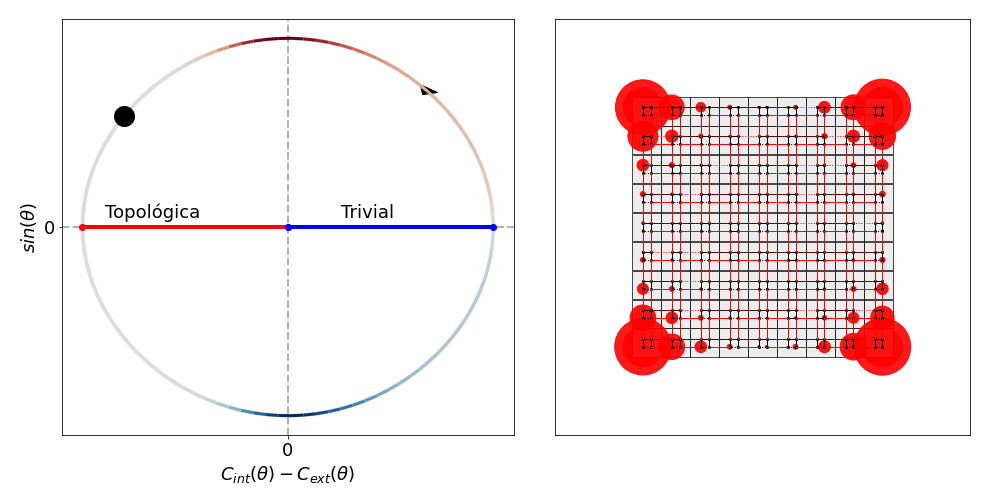 Topológica
Trivial
sin(θ)
0
0
C_int(θ) − C_ext(θ)